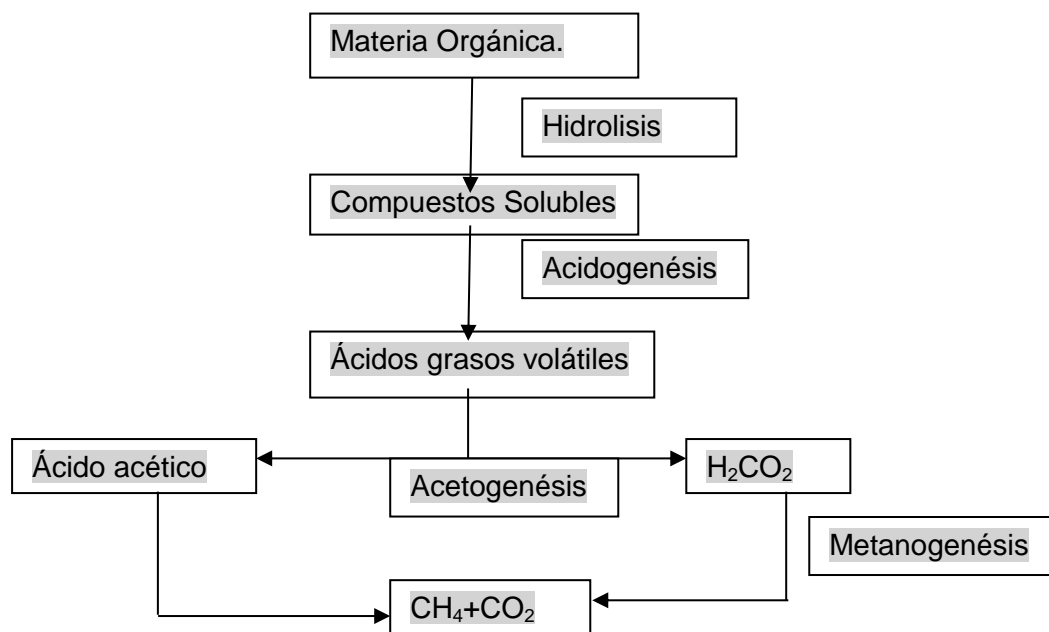 Materia Orgánica.
Hidrolisis
Compuestos Solubles
Acidogenésis
Ácidos grasos volátiles
Ácido acético
Acetogenésis
H₂CO₂
Metanogenésis
CH₄+CO₂